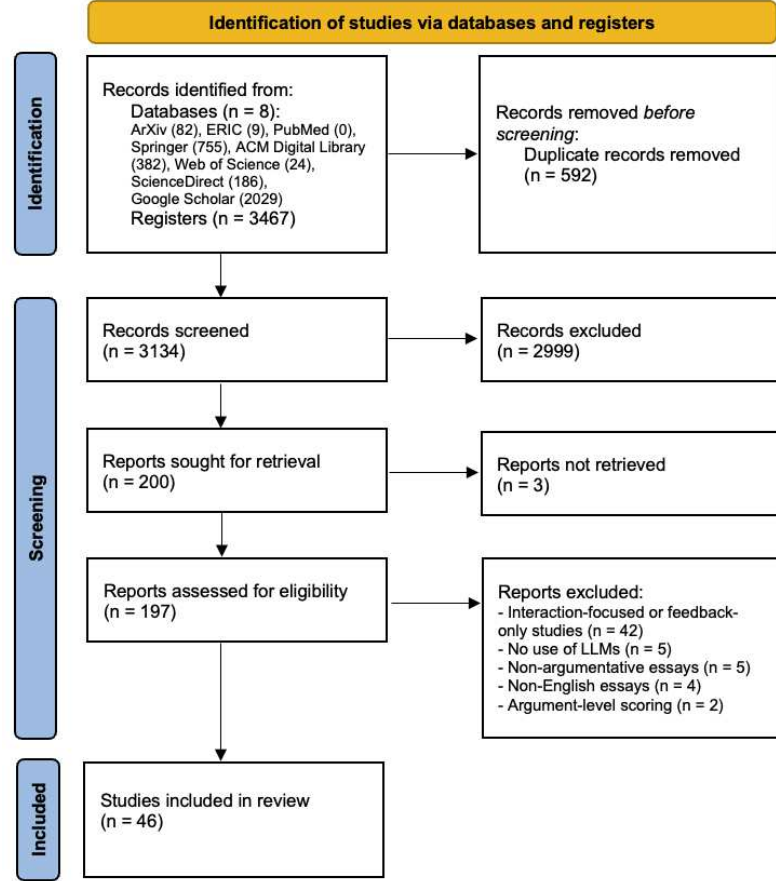 Identification of studies via databases and registers
Identification
Records identified from:
Databases (n = 8):
ArXiv (82), ERIC (9), PubMed (0),
Springer (755), ACM Digital Library
(382), Web of Science (24),
ScienceDirect (186),
Google Scholar (2029)
Registers (n = 3467)
Records removed before
screening:
Duplicate records removed
(n = 592)
Screening
Records screened
(n = 3134)
Records excluded
(n = 2999)
Reports sought for retrieval
(n = 200)
Reports not retrieved
(n = 3)
Reports assessed for eligibility
(n = 197)
Reports excluded:
- Interaction-focused or feedback-
only studies (n = 42)
- No use of LLMs (n = 5)
- Non-argumentative essays (n = 5)
- Non-English essays (n = 4)
- Argument-level scoring (n = 2)
Included
Studies included in review
(n = 46)